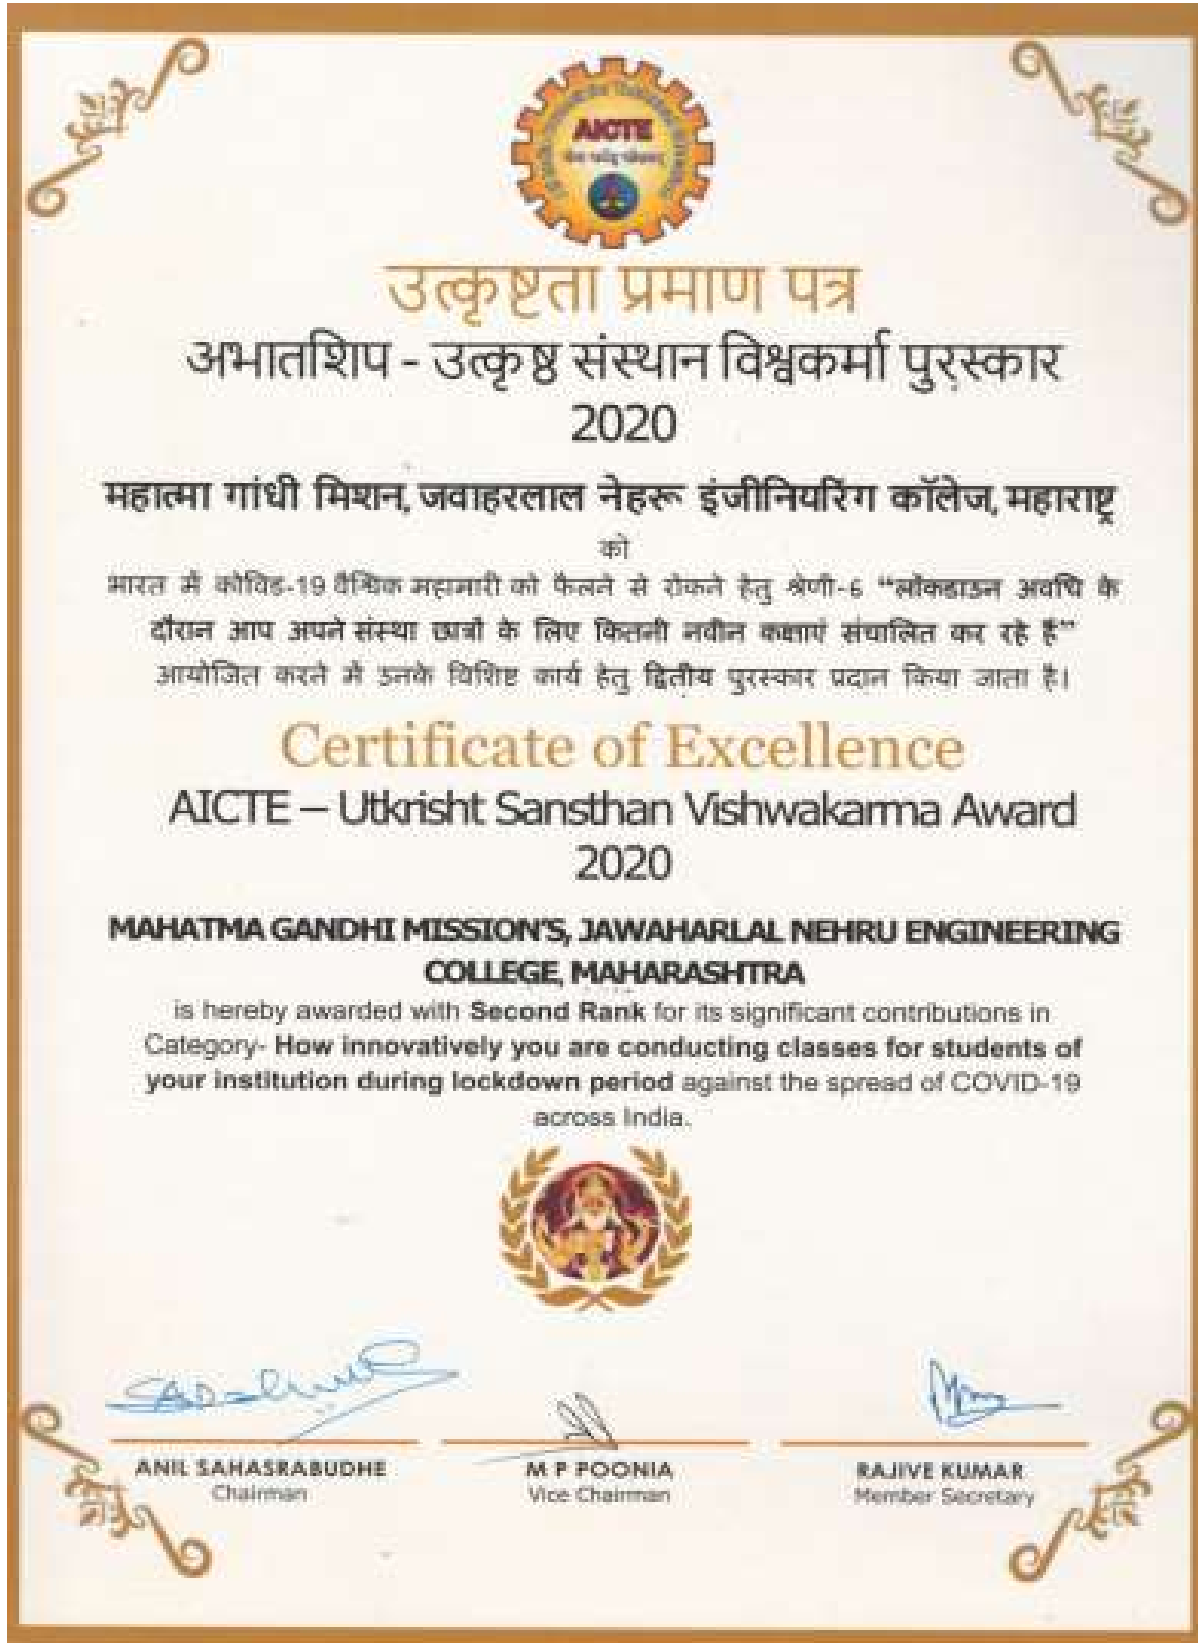 AICTE
उत्कृष्टता प्रमाण पत्र
अभातशिप - उत्कृष्ठ संस्थान विश्वकर्मा पुरस्कार
2020
महात्मा गांधी मिशन, जवाहरलाल नेहरू इंजीनियरिंग कॉलेज, महाराष्ट्र
को
भारत में कोविड-19 वैश्विक महामारी को फैलने से रोकने हेतु श्रेणी-6 “लॉकडाउन अवधि के
दौरान आप अपने संस्था छात्रों के लिए कितनी नवीन कक्षाएं संचालित कर रहे हैं”
आयोजित करने में उनके विशिष्ट कार्य हेतु द्वितीय पुरस्कार प्रदान किया जाता है।
Certificate of Excellence
AICTE – Utkrisht Sansthan Vishwakarma Award
2020
MAHATMA GANDHI MISSION'S, JAWAHARLAL NEHRU ENGINEERING
COLLEGE, MAHARASHTRA
is hereby awarded with Second Rank for its significant contributions in
Category- How innovatively you are conducting classes for students of
your institution during lockdown period against the spread of COVID-19
across India.
ANIL SAHASRABUDHE
Chairman
M P POONIA
Vice Chairman
RAJIVE KUMAR
Member Secretary